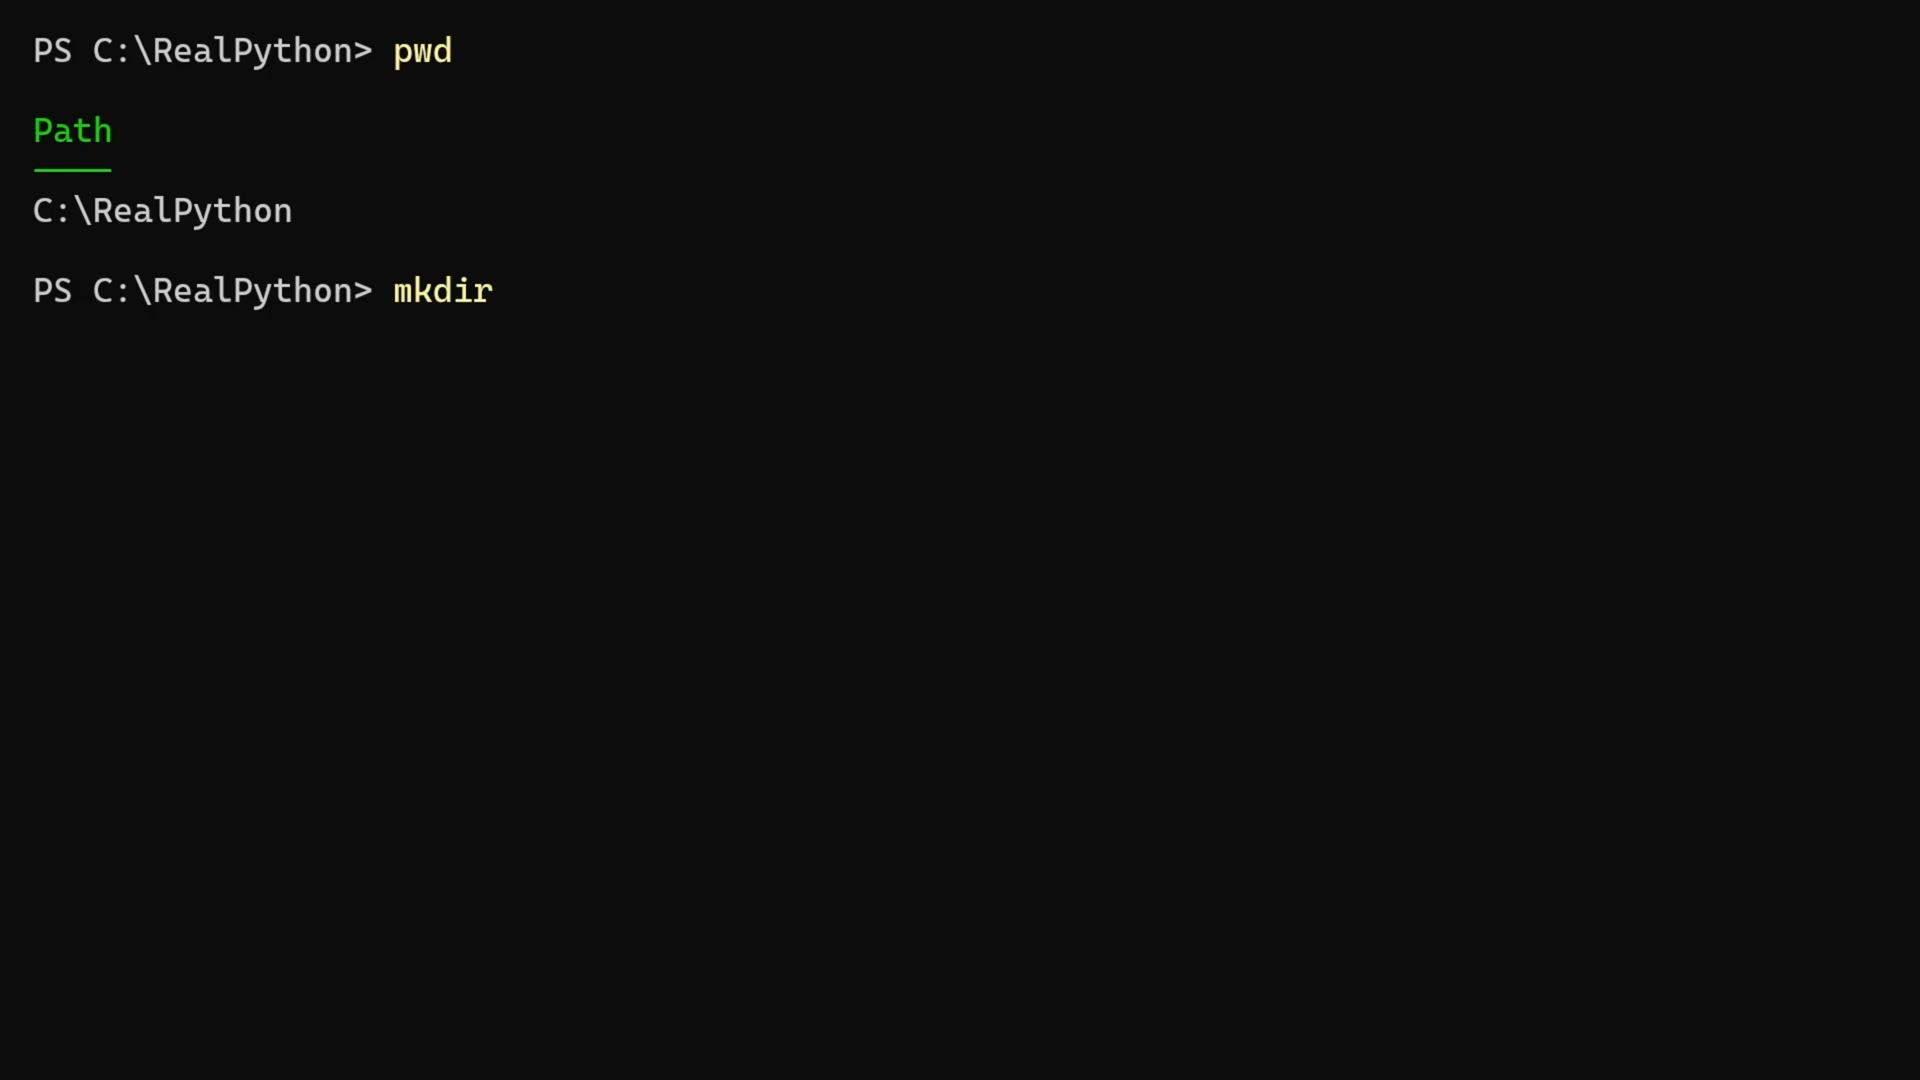 PS C:\RealPython> pwd
Path
----
C:\RealPython
PS C:\RealPython> mkdir